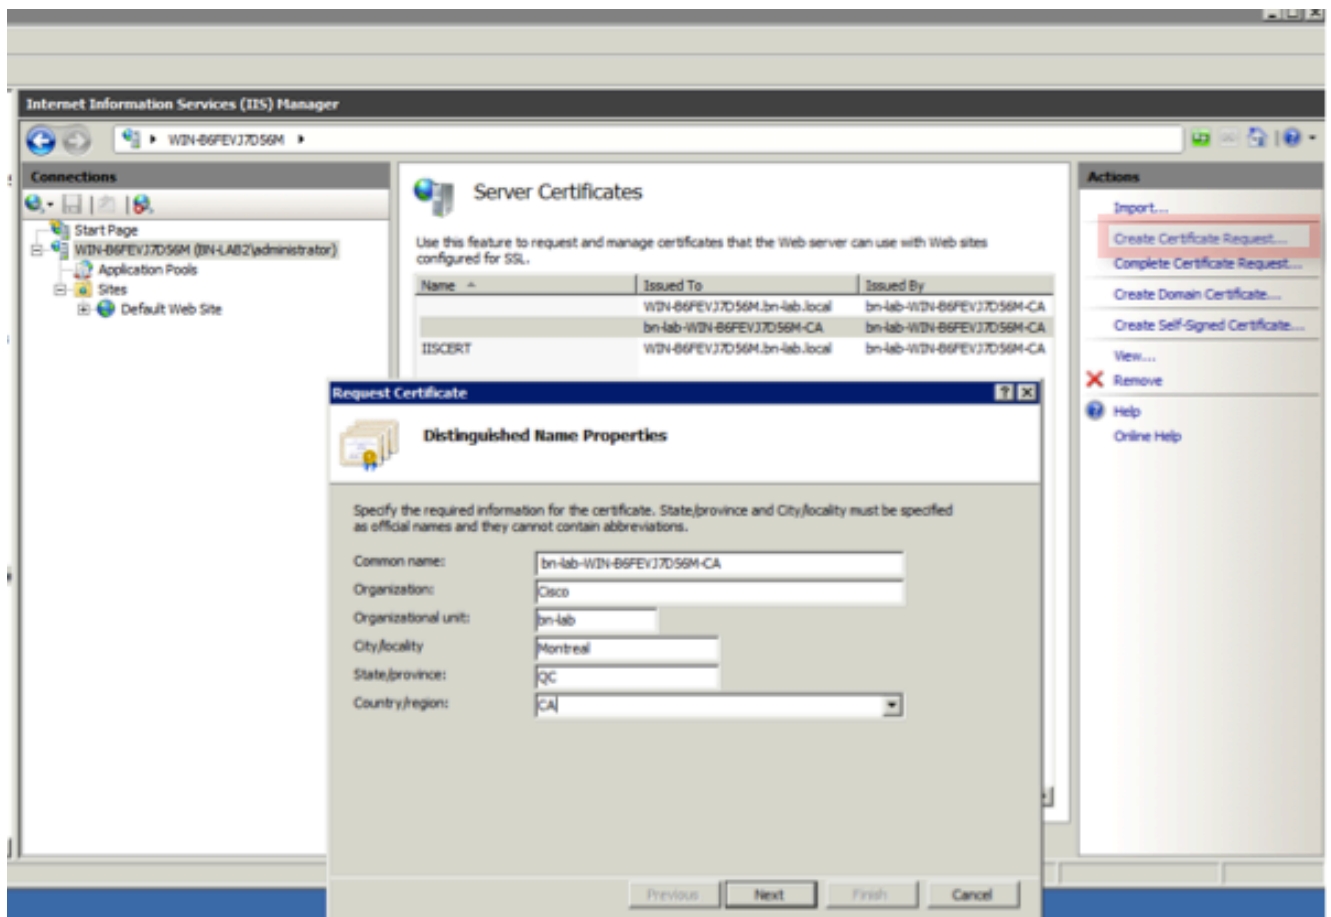 Internet Information Services (IIS) Manager
WIN-B6FEVJ7D56M
Connections
Start Page
WIN-B6FEVJ7D56M (BN-LAB2\administrator)
Application Pools
Sites
Default Web Site
Server Certificates
Use this feature to request and manage certificates that the Web server can use with Web sites
configured for SSL.
Name Issued To Issued By
WIN-B6FEVJ7D56M.bn-lab.local bn-lab-WIN-B6FEVJ7D56M-CA
bn-lab-WIN-B6FEVJ7D56M-CA bn-lab-WIN-B6FEVJ7D56M-CA
IISCERT WIN-B6FEVJ7D56M.bn-lab.local bn-lab-WIN-B6FEVJ7D56M-CA
Actions
Import...
Create Certificate Request...
Complete Certificate Request...
Create Domain Certificate...
Create Self-Signed Certificate...
View...
Remove
Help
Online Help
Request Certificate
Distinguished Name Properties
Specify the required information for the certificate. State/province and City/locality must be specified
as official names and they cannot contain abbreviations.
Common name: bn-lab-WIN-B6FEVJ7D56M-CA
Organization: Cisco
Organizational unit: bn-lab
City/locality Montreal
State/province: QC
Country/region: CA
Previous Next Finish Cancel